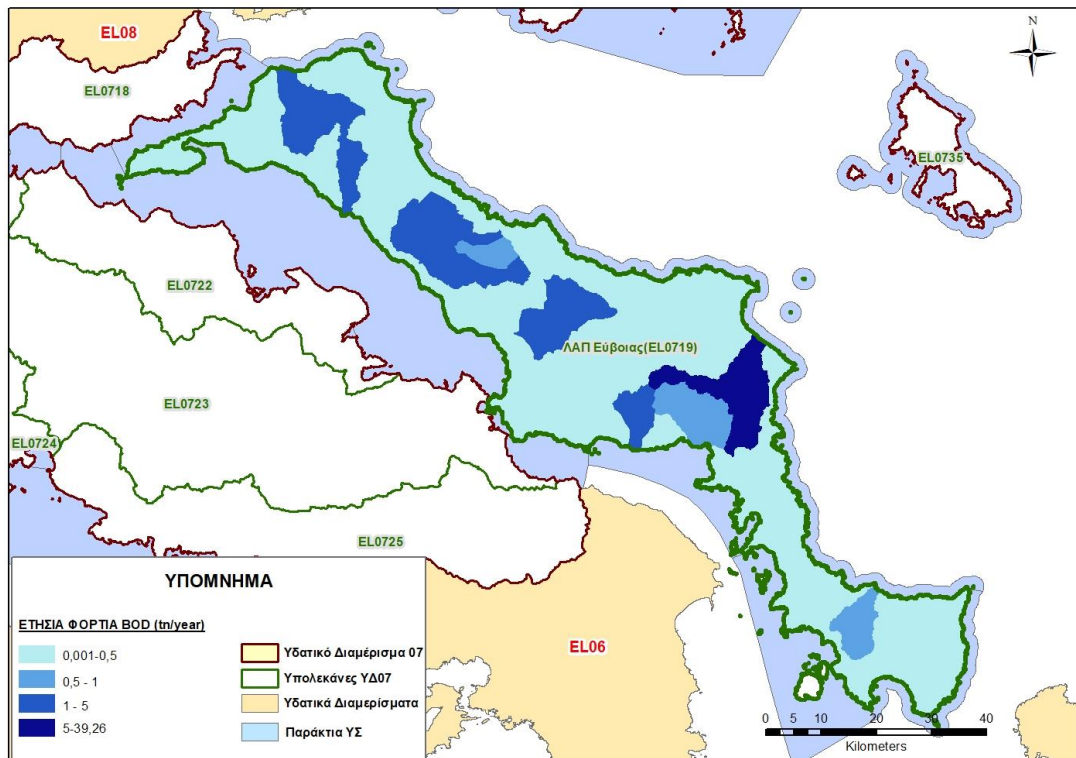 EL08
N
EL0718
EL0735
EL0722
ΛΑΠ Εύβοιας(EL0719)
EL0723
EL0724
EL0725
EL06
ΥΠΟΜΝΗΜΑ
ΕΤΗΣΙΑ ΦΟΡΤΙΑ BOD (tn/year)
0,001-0,5
0,5 - 1
1 - 5
5-39,26
Υδατικό Διαμέρισμα 07
Υπολεκάνες ΥΔ07
Υδατικά Διαμερίσματα
Παράκτια ΥΣ
0 5 10 20 30 40
Kilometers